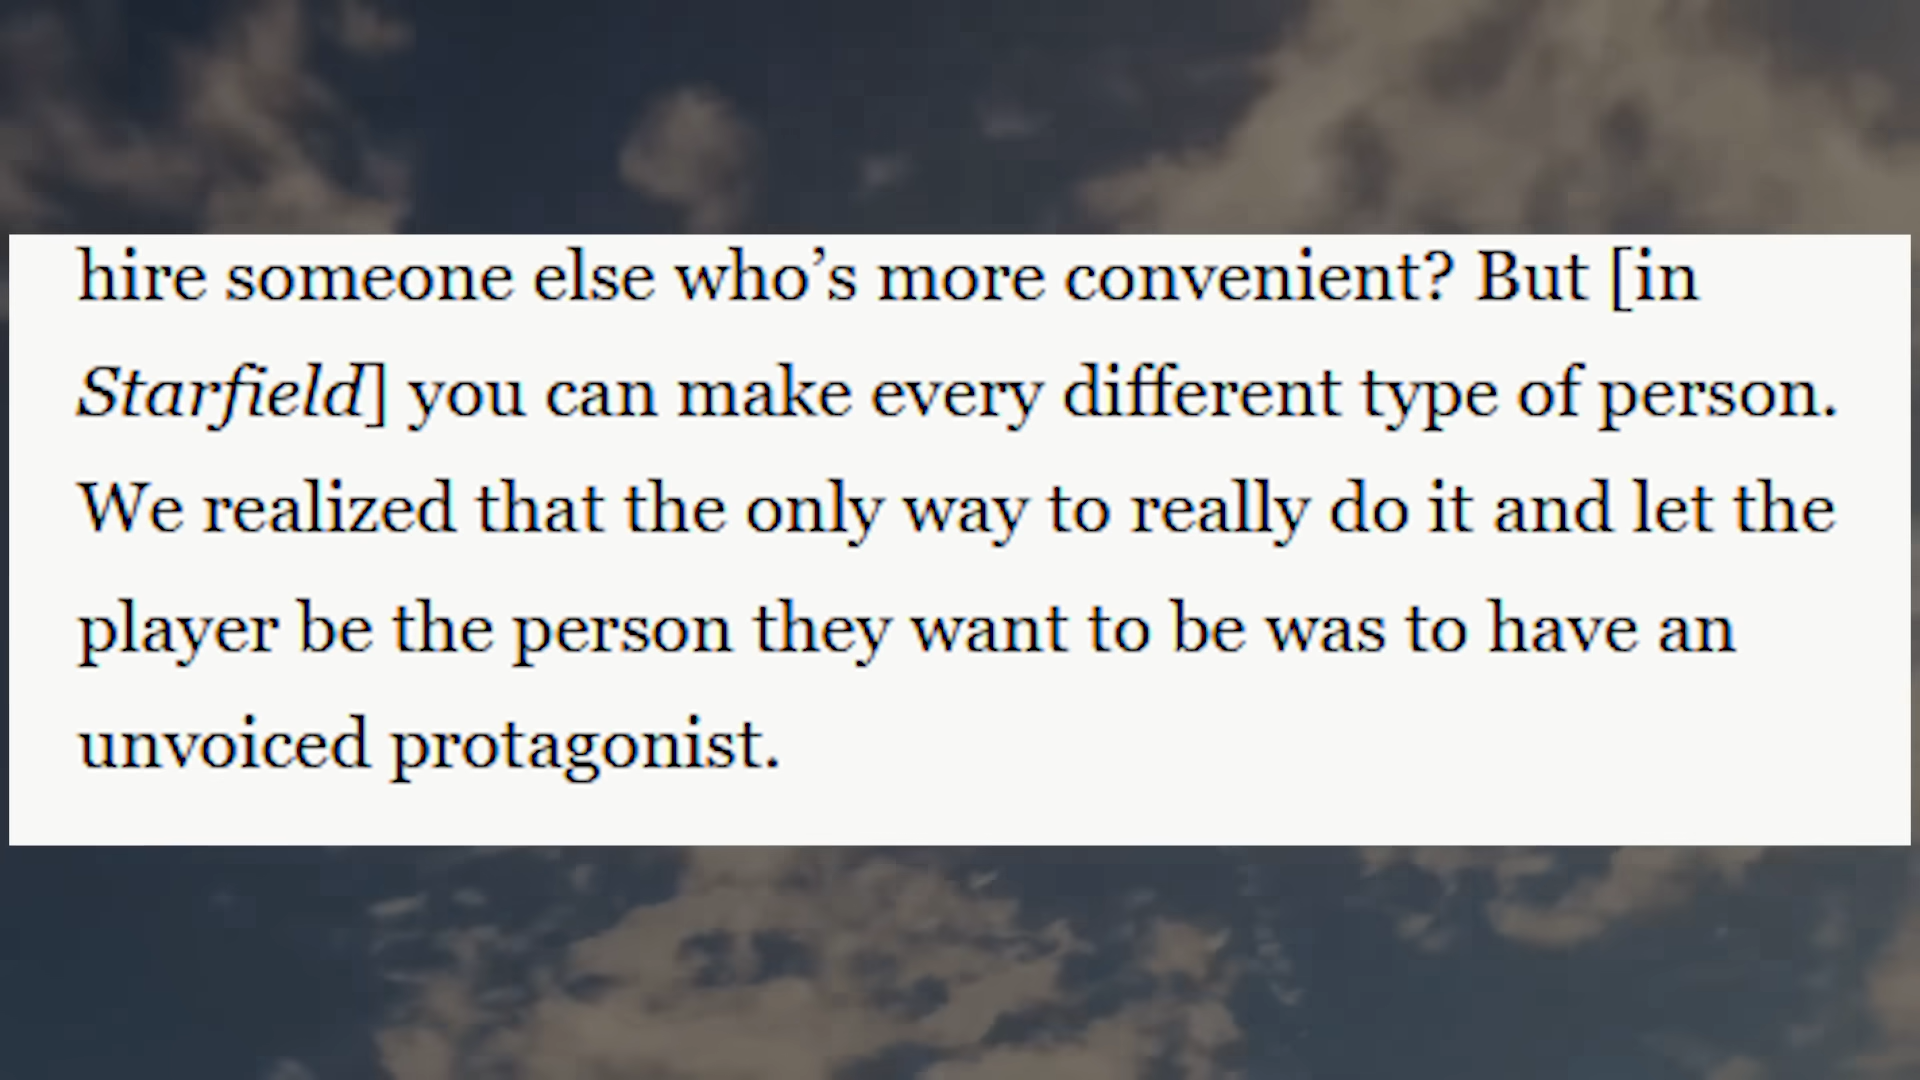 hire someone else who’s more convenient? But [in
Starfield] you can make every different type of person.
We realized that the only way to really do it and let the
player be the person they want to be was to have an
unvoiced protagonist.